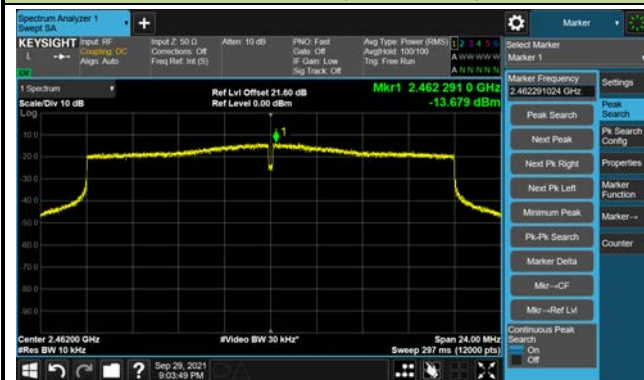 Spectrum Analyzer 1
Swept SA
Marker
KEYSIGHT
L
Input: RF
Coupling: DC
Align: Auto
Input Z: 50 Ω
Corrections: Off
Freq Ref: Int (S)
Atten: 10 dB
PNO: Fast
Gate: Off
IF Gain: Low
Sig Track: Off
Avg Type: Power (RMS)
Avg|Hold: 100/100
Trig: Free Run
1 2 3 4 5 6
A W W W W W
A N N N N N
Select Marker
Marker 1
1 Spectrum
Scale/Div 10 dB
Log
Ref Lvl Offset 21.60 dB
Ref Level 0.00 dBm
Mkr1 2.462 291 0 GHz
-13.679 dBm
1
-10.0
-20.0
-30.0
-40.0
-50.0
-60.0
-70.0
-80.0
-90.0
Center 2.46200 GHz
#Res BW 10 kHz
#Video BW 30 kHz*
Span 24.00 MHz
Sweep 297 ms (12000 pts)
Marker Frequency
2.462291024 GHz
Peak Search
Next Peak
Next Pk Right
Next Pk Left
Minimum Peak
Pk-Pk Search
Marker Delta
Mkr→CF
Mkr→Ref Lvl
Continuous Peak
Search
On
Off
Settings
Peak
Search
Pk Search
Config
Properties
Marker
Function
Marker→
Counter
Sep 29, 2021
9:03:49 PM